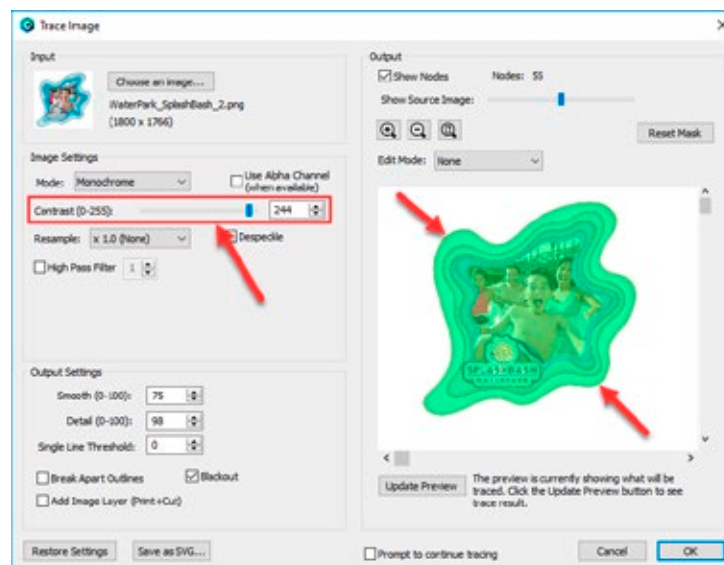 Trace Image
Input
Choose an image...
WaterPark_SplashBash_2.png
(1800 x 1766)
Image Settings
Mode: Monochrome
Use Alpha Channel
(when available)
Contrast (0-255): 244
Resample: x 1.0 (None)
Despeckle
High Pass Filter 1
Output Settings
Smooth (0-100): 75
Detail (0-100): 98
Single Line Threshold: 0
Break Apart Outlines
Blackout
Add Image Layer (Print+Cut)
Restore Settings
Save as SVG...
Output
Show Nodes
Nodes: 55
Show Source Image:
Reset Mask
Edit Mode: None
SPLASHBASH
WATERPARK
Update Preview
The preview is currently showing what will be
traced. Click the Update Preview button to see
trace result.
Prompt to continue tracing
Cancel
OK